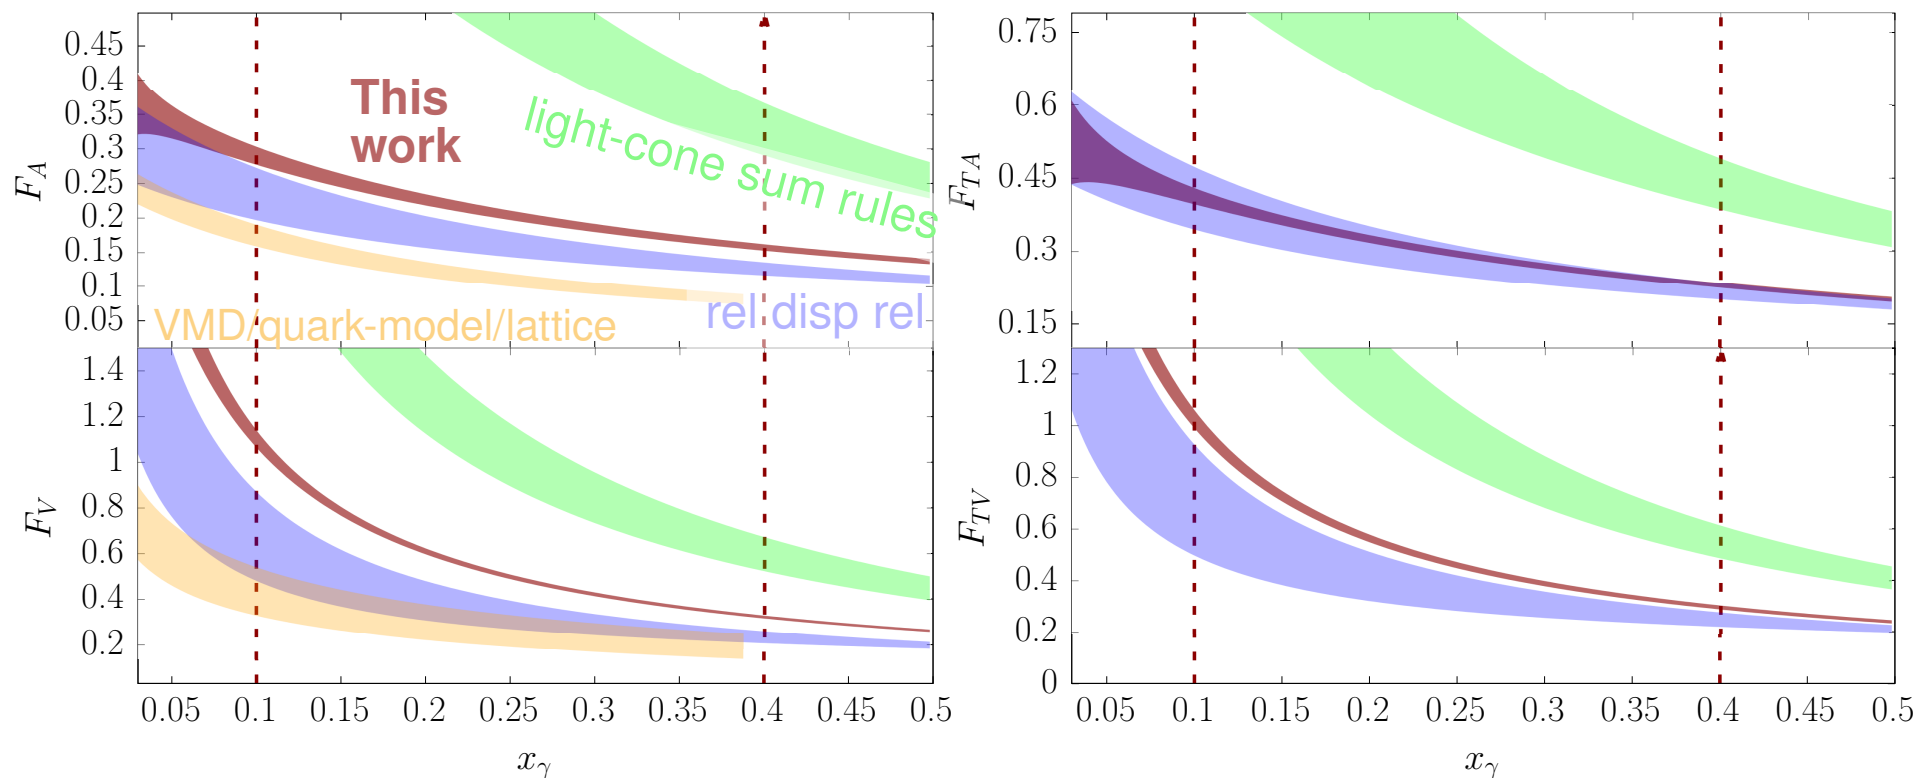 0.45
0.4
0.35
0.3
0.25
0.2
0.15
0.1
0.05
F_A
This
work
light-cone sum rules
VMD/quark-model/lattice
rel disp rel
1.4
1.2
1
0.8
0.6
0.4
0.2
F_V
0.05 0.1 0.15 0.2 0.25 0.3 0.35 0.4 0.45 0.5
x_γ
0.75
0.6
0.45
0.3
0.15
F_{TA}
1.2
1
0.8
0.6
0.4
0.2
0
F_{TV}
0.05 0.1 0.15 0.2 0.25 0.3 0.35 0.4 0.45 0.5
x_γ